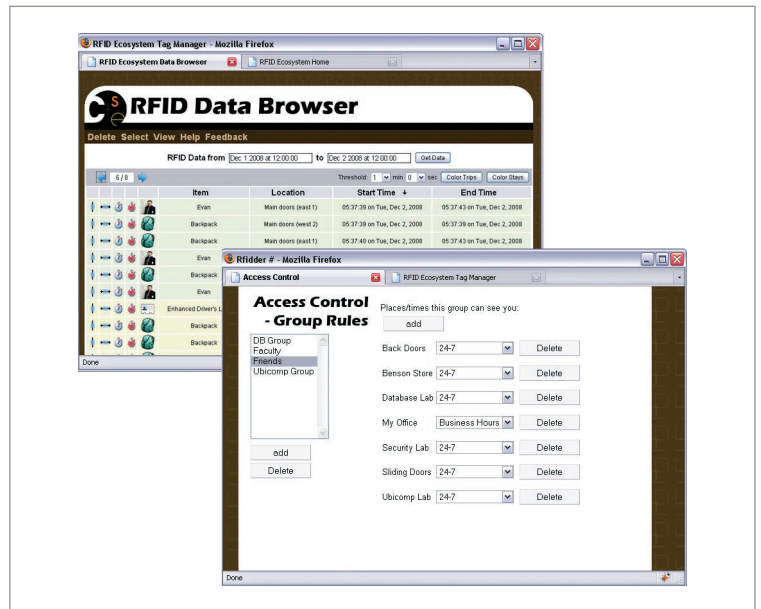 RFID Ecosystem Tag Manager - Mozilla Firefox
RFID Ecosystem Data Browser
RFID Ecosystem Home
CSe RFID Data Browser
Delete Select View Help Feedback
RFID Data from Dec 1 2008 at 12:00:00 to Dec 2 2008 at 12:00:00 Get Data
6/8 Threshold: 1 min 0 sec Color Trips Color Stays
Item Location Start Time ↓ End Time
Evan Main doors (east 1) 05:37:39 on Tue, Dec 2, 2008 05:37:43 on Tue, Dec 2, 2008
Backpack Main doors (west 2) 05:37:39 on Tue, Dec 2, 2008 05:37:39 on Tue, Dec 2, 2008
Backpack Main doors (east 1) 05:37:40 on Tue, Dec 2, 2008 05:37:43 on Tue, Dec 2, 2008
Evan
Backpack
Evan
Enhanced Driver's L
Backpack
Backpack
Done
Rfidder # - Mozilla Firefox
Access Control
RFID Ecosystem Tag Manager
Access Control
- Group Rules
DB Group
Faculty
Friends
Ubicomp Group
add
Delete
Places/times this group can see you:
add
Back Doors 24-7 Delete
Benson Store 24-7 Delete
Database Lab 24-7 Delete
My Office Business Hours Delete
Security Lab 24-7 Delete
Sliding Doors 24-7 Delete
Ubicomp Lab 24-7 Delete
Done